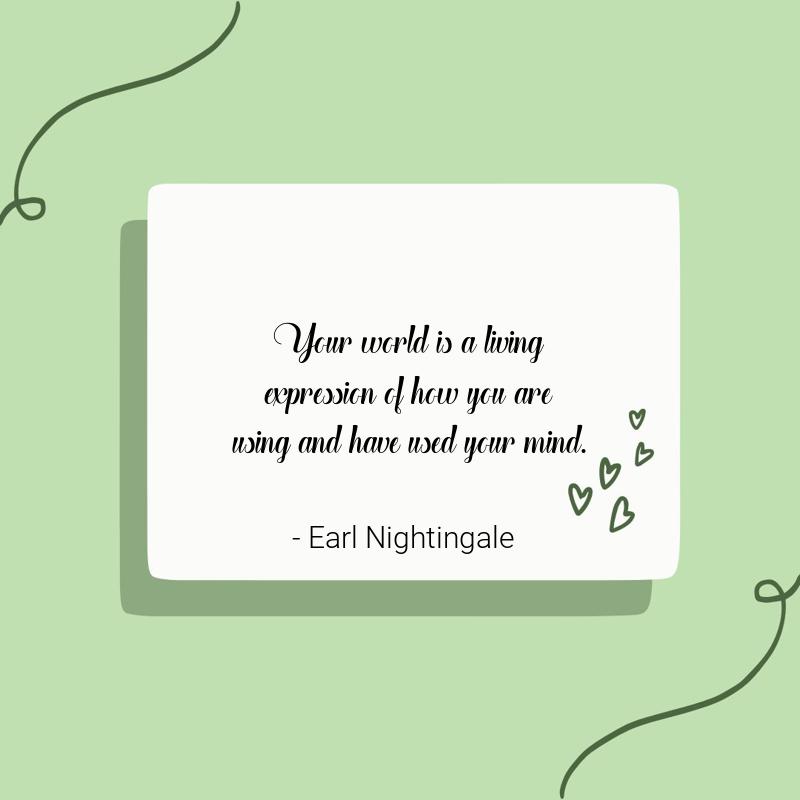 Your world is a living
expression of how you are
using and have used your mind.
- Earl Nightingale